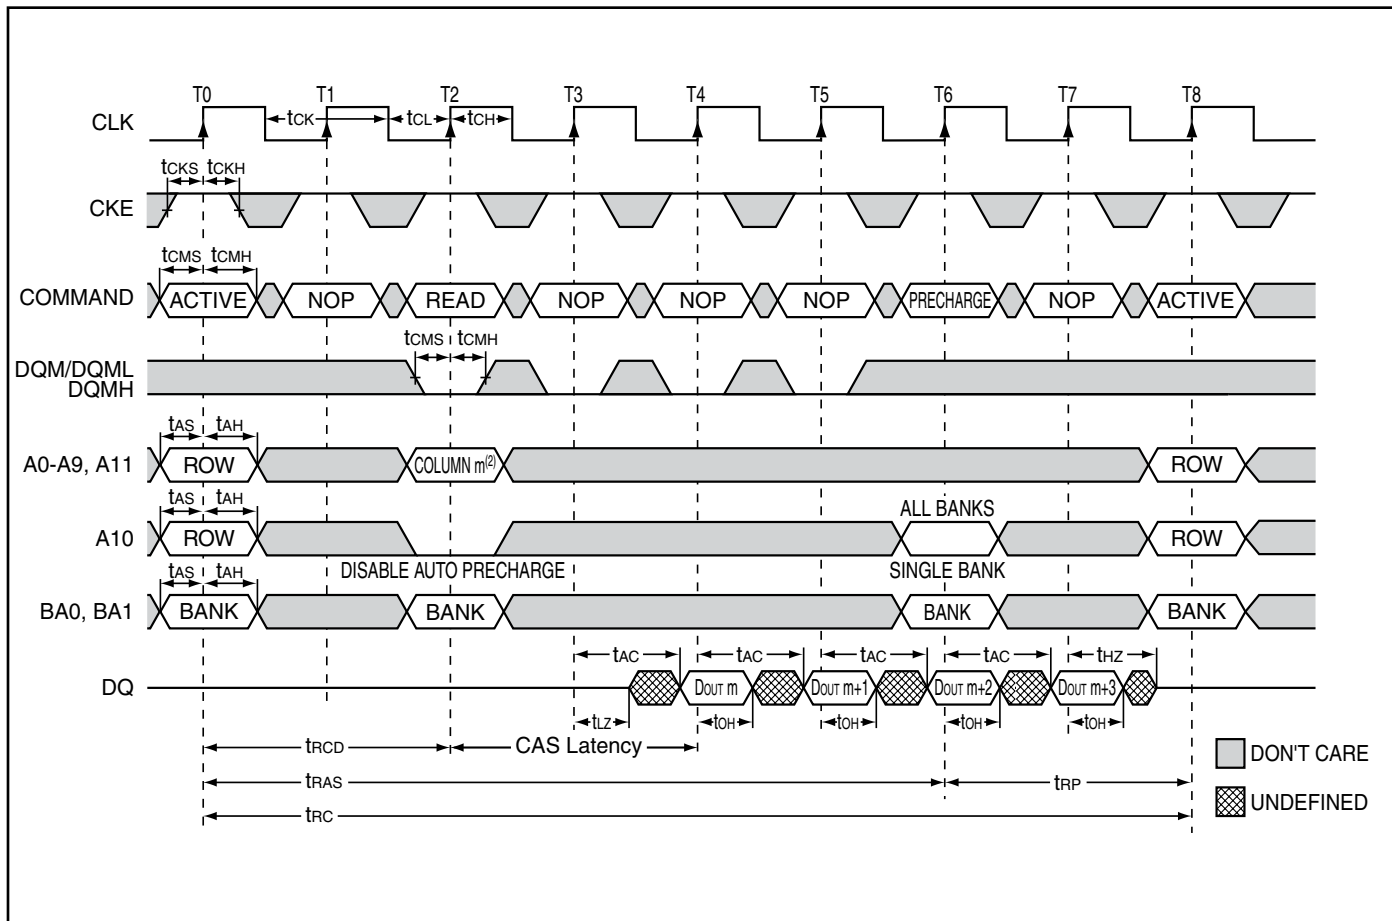 T0 T1 T2 T3 T4 T5 T6 T7 T8
CLK tCK tCL tCH
tCKS tCKH
CKE
tCMS tCMH
COMMAND ACTIVE NOP READ NOP NOP NOP PRECHARGE NOP ACTIVE
tCMS tCMH
DQM/DQML
DQMH
tAS tAH
A0-A9, A11 ROW COLUMN m(2) ROW
tAS tAH ALL BANKS
A10 ROW ROW
DISABLE AUTO PRECHARGE SINGLE BANK
tAS tAH
BA0, BA1 BANK BANK BANK BANK
tAC tAC tAC tAC tHZ
DQ DOUT m DOUT m+1 DOUT m+2 DOUT m+3
tLZ tOH tOH tOH tOH
tRCD CAS Latency
DON'T CARE
tRAS tRP
UNDEFINED
tRC